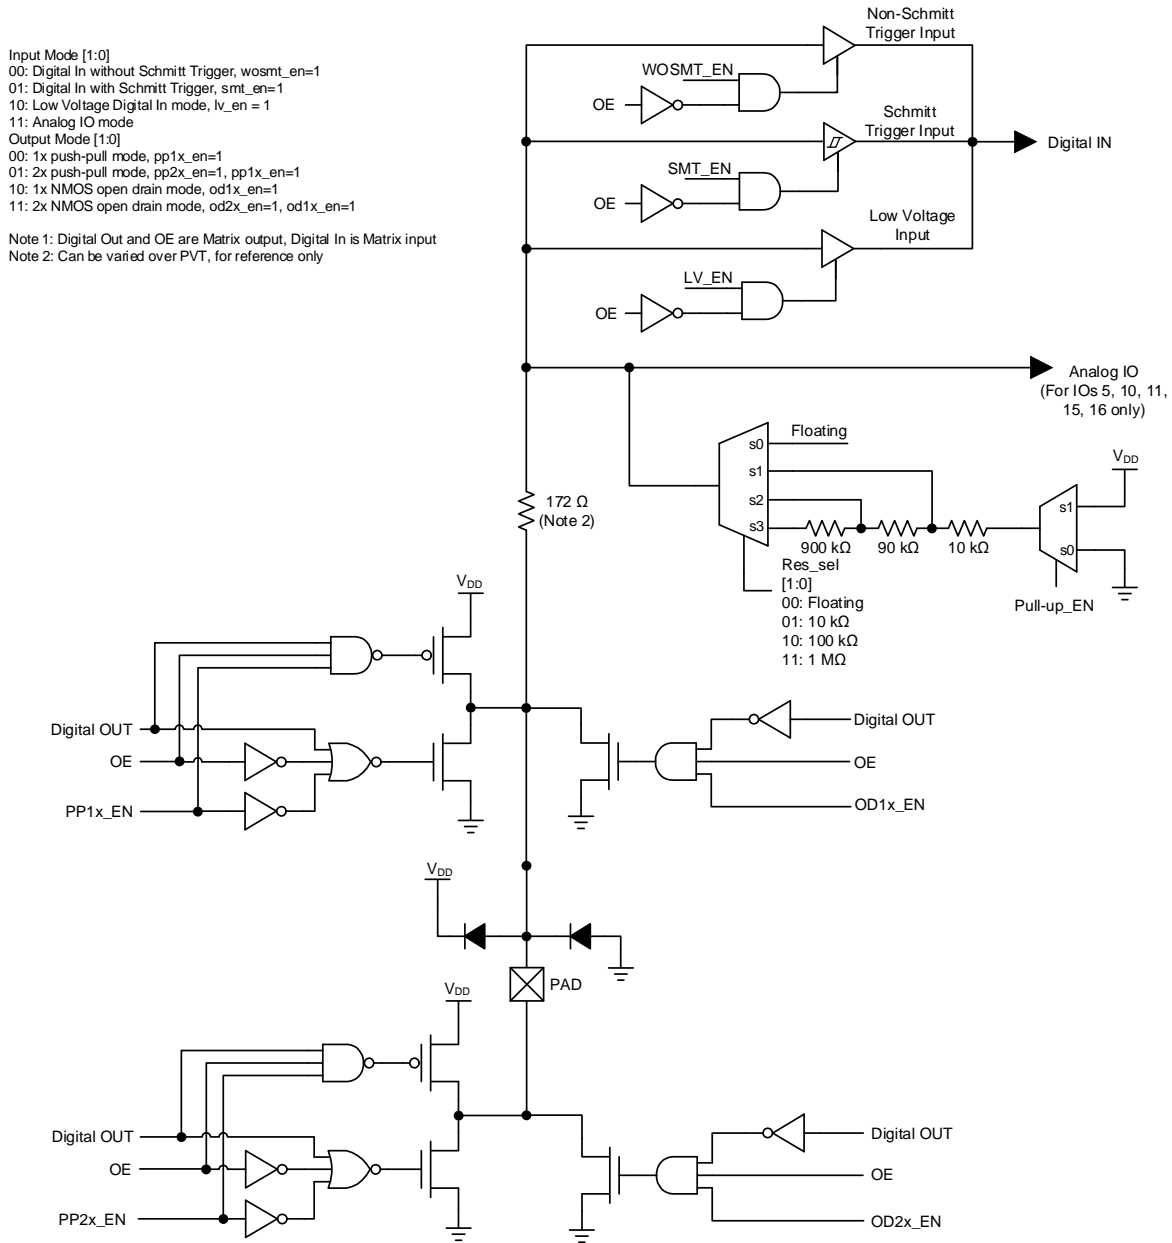 Input Mode [1:0]
00: Digital In without Schmitt Trigger, wosmt_en=1
01: Digital In with Schmitt Trigger, smt_en=1
10: Low Voltage Digital In mode, lv_en = 1
11: Analog IO mode
Output Mode [1:0]
00: 1x push-pull mode, pp1x_en=1
01: 2x push-pull mode, pp2x_en=1, pp1x_en=1
10: 1x NMOS open drain mode, od1x_en=1
11: 2x NMOS open drain mode, od2x_en=1, od1x_en=1
Note 1: Digital Out and OE are Matrix output, Digital In is Matrix input
Note 2: Can be varied over PVT, for reference only
Non-Schmitt
Trigger Input
WOSMT_EN
OE
Schmitt
Trigger Input
Digital IN
SMT_EN
OE
Low Voltage
Input
LV_EN
OE
Analog IO
(For IOs 5, 10, 11,
15, 16 only)
s0
Floating
s1
s2
s3
900 kΩ
90 kΩ
10 kΩ
VDD
s1
s0
Pull-up_EN
Res_sel
[1:0]
00: Floating
01: 10 kΩ
10: 100 kΩ
11: 1 MΩ
172 Ω
(Note 2)
VDD
Digital OUT
OE
PP1x_EN
Digital OUT
OE
OD1x_EN
VDD
PAD
VDD
Digital OUT
OE
PP2x_EN
Digital OUT
OE
OD2x_EN